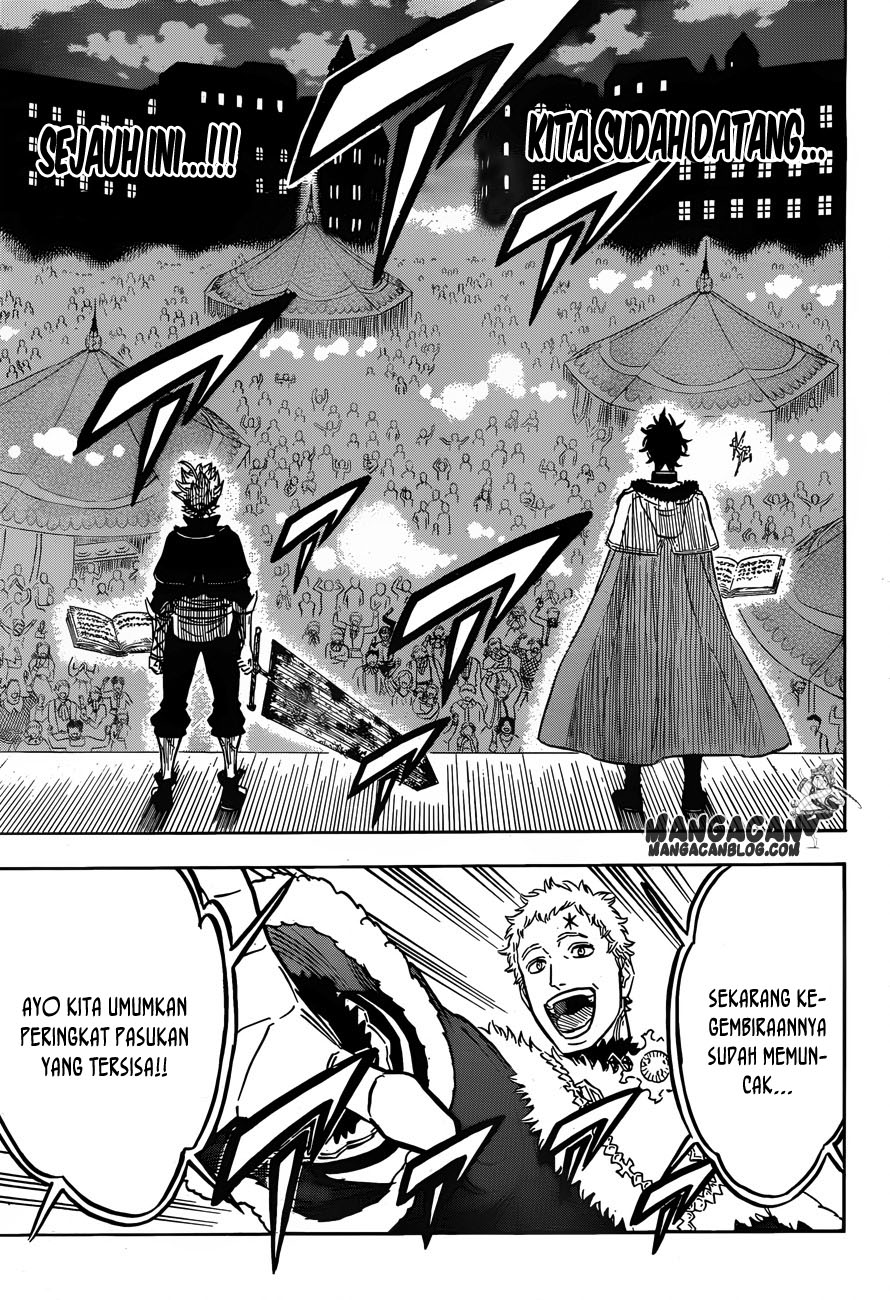 KITA SUDAH DATANG...
SEJAUH INI...!!!
MANGACAN
MANGACANBLOG.COM
SEKARANG KE-
GEMBIRAANNYA
SUDAH MEMUN-
CAK...
AYO KITA UMUMKAN
PERINGKAT PASUKAN
YANG TERSISA!!